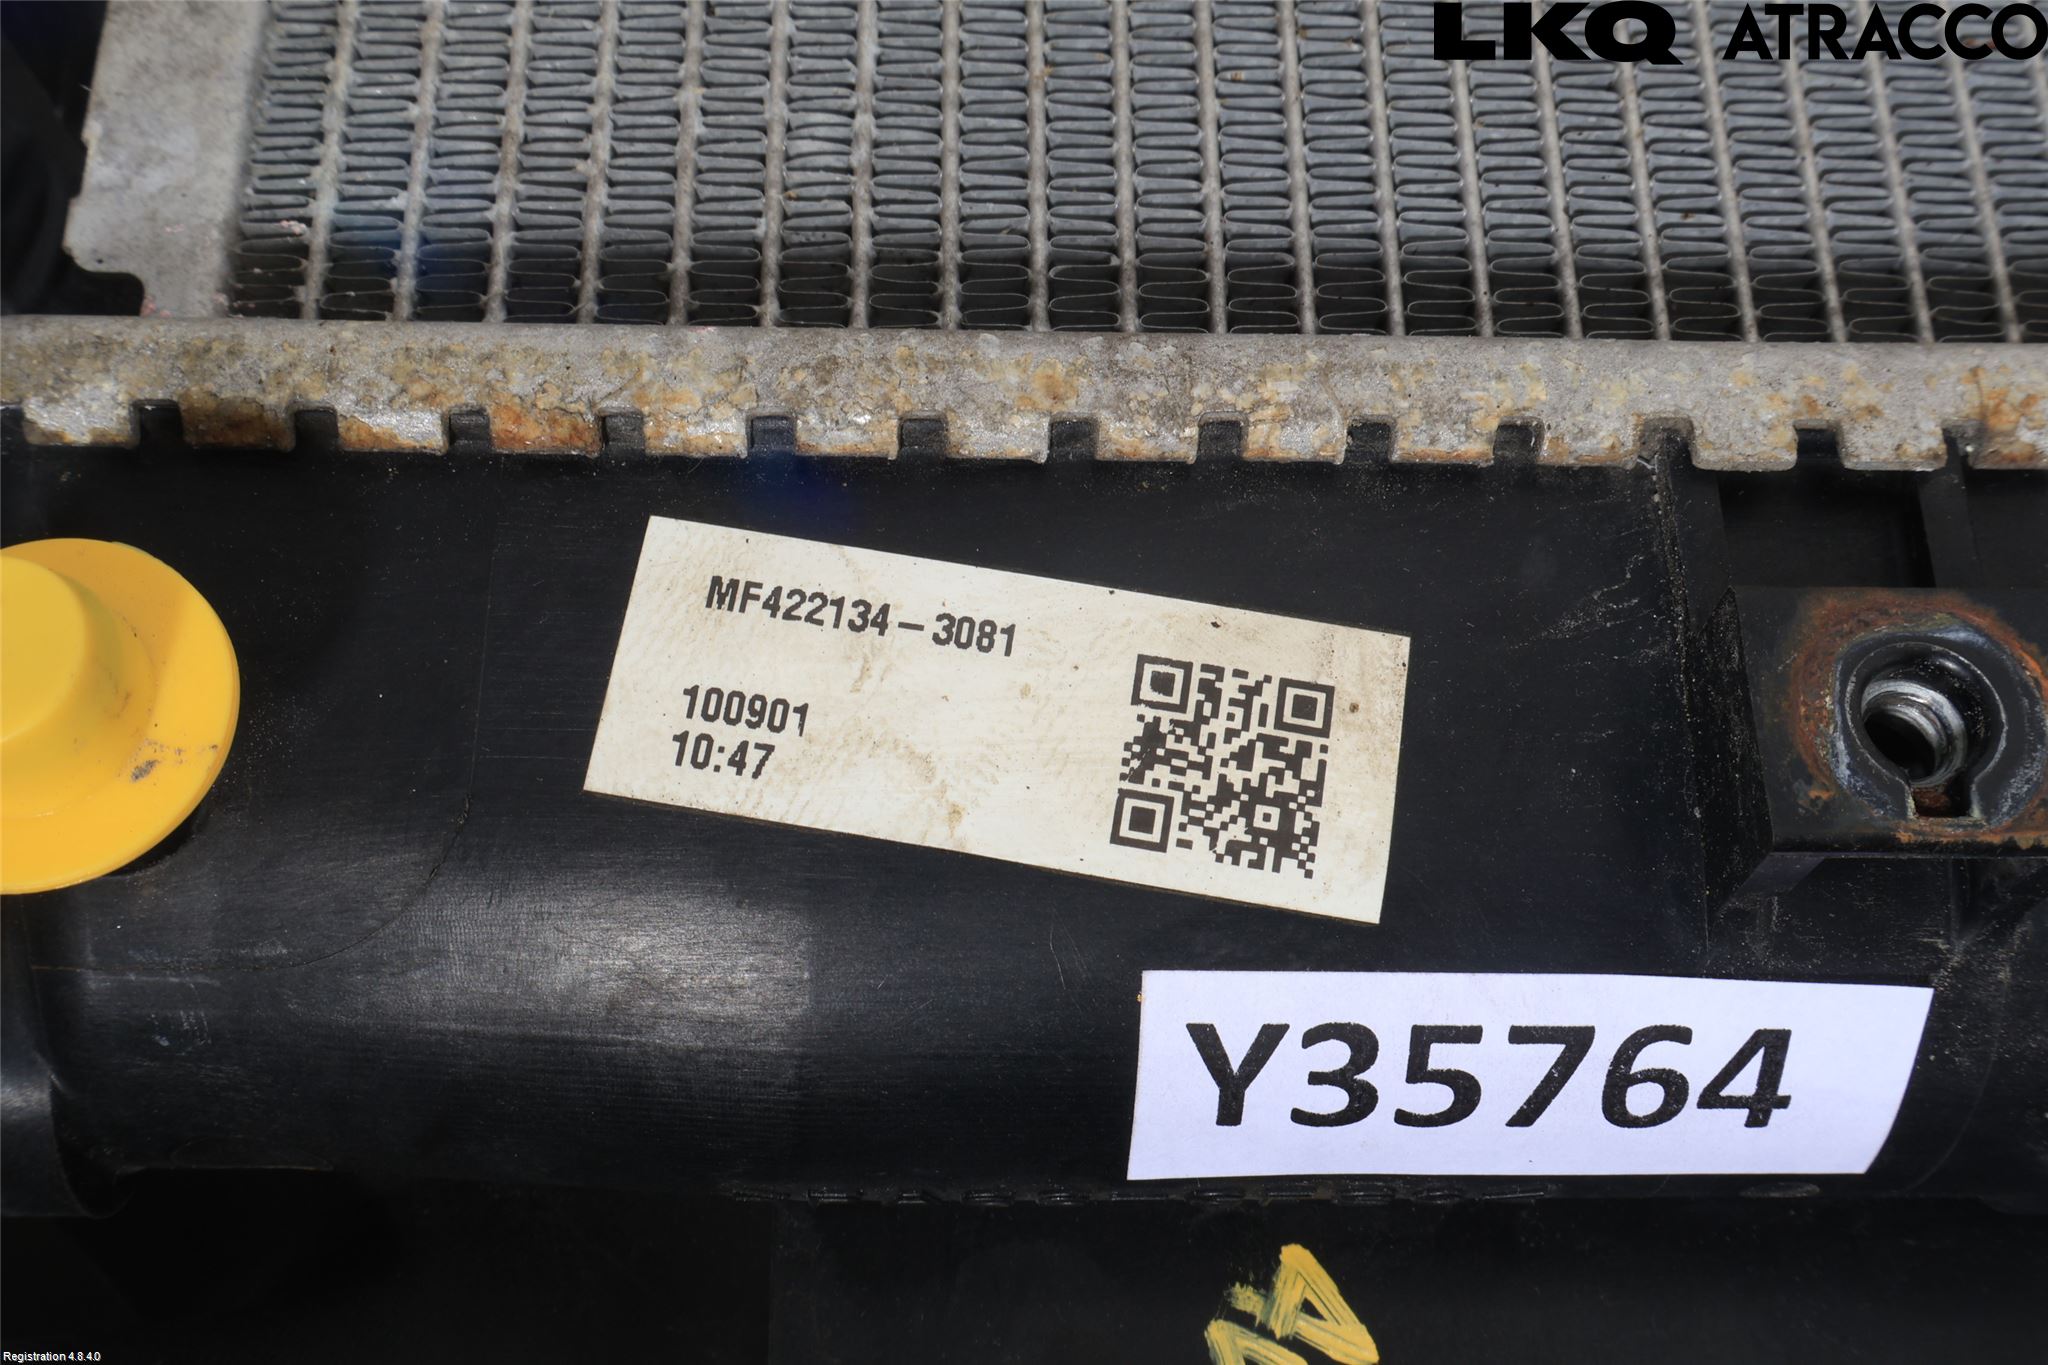 LKQ ATRACCO
MF422134-3081
100901
10:47
Y35764
Registration 4.8.4.0